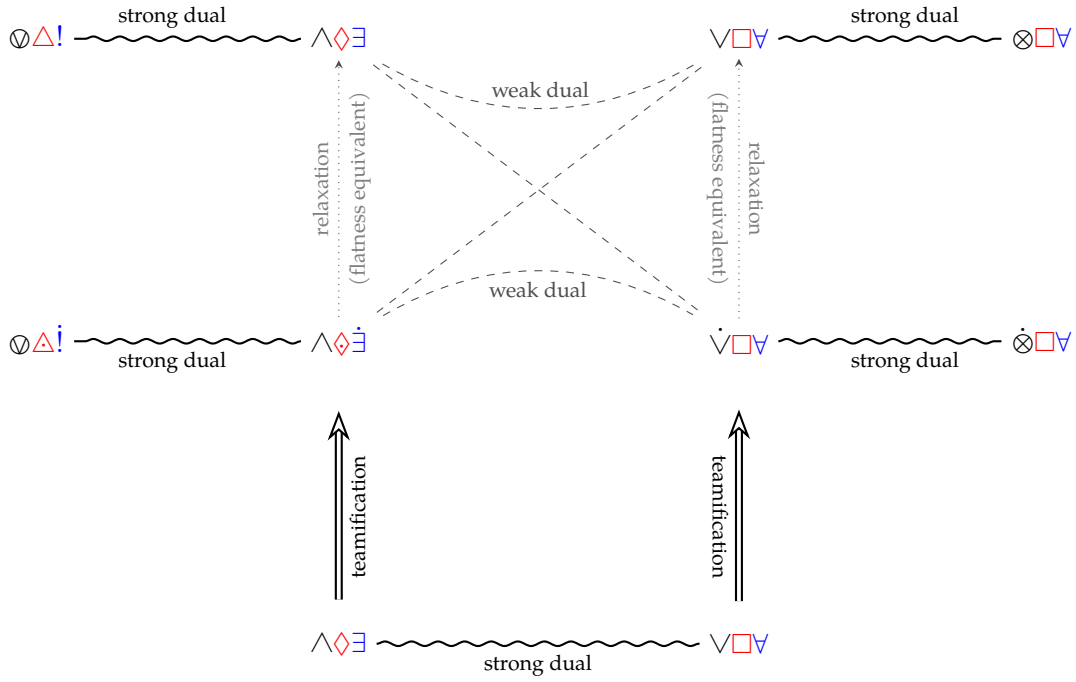 strong dual
strong dual
Ⓥ△!
∨◇∃
∧□∀
⊗□∀
weak dual
relaxation
(flatness equivalent)
(flatness equivalent)
relaxation
weak dual
∨∃̇
∧̇□∀
⊗̇□∀
strong dual
strong dual
teamification
teamification
∨◇∃
∧□∀
strong dual